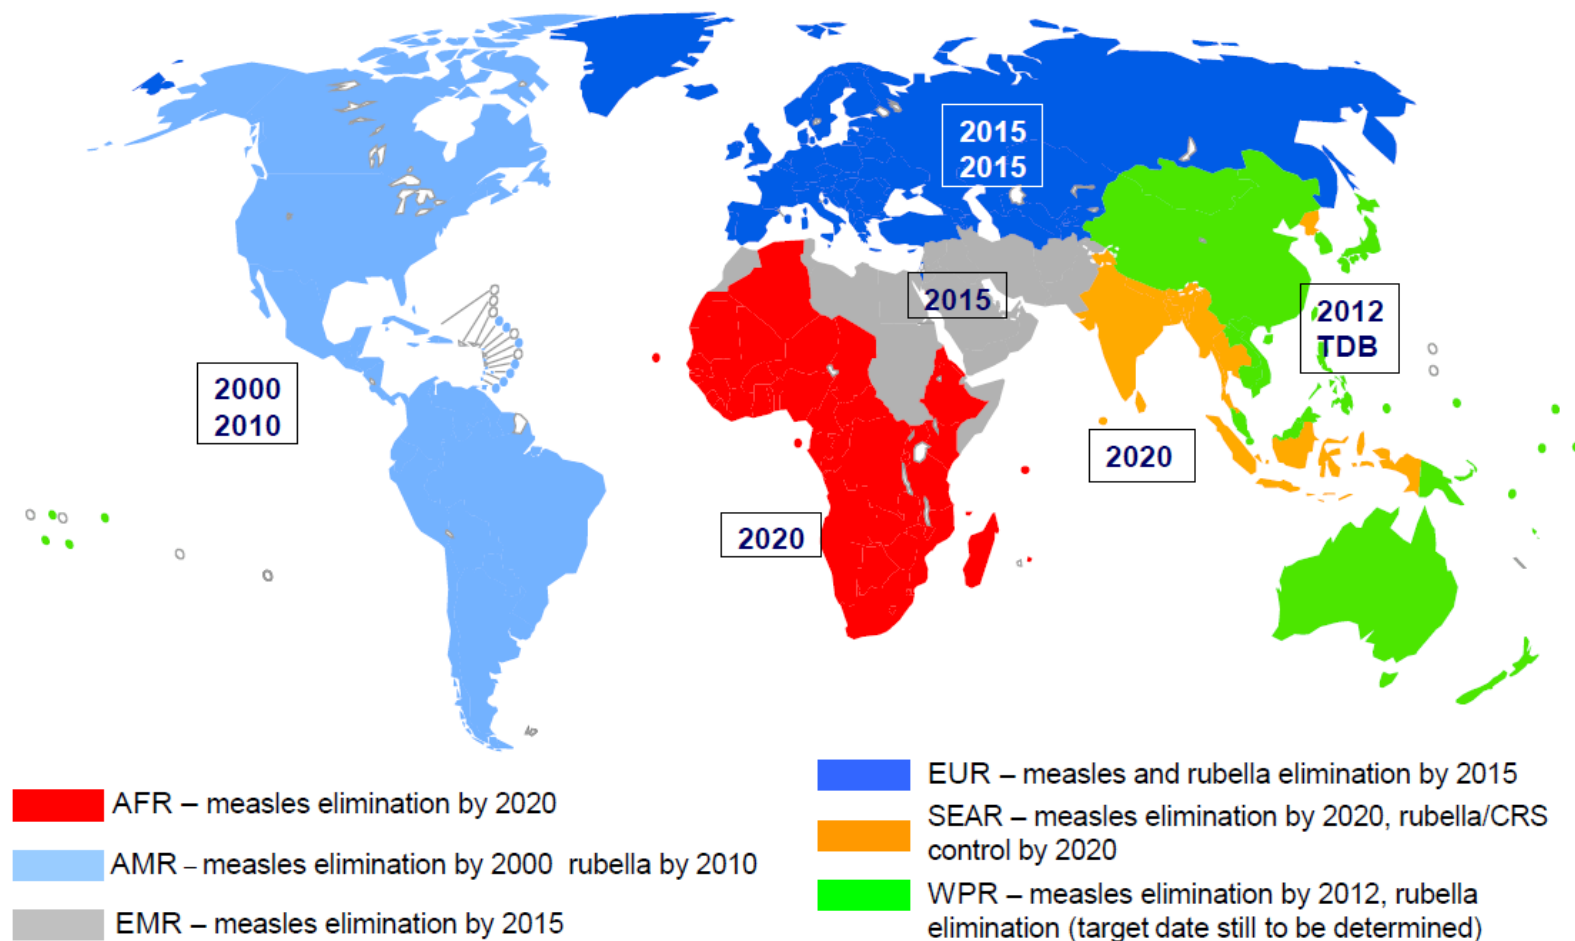 2015
2015
2015
2012
TDB
2000
2010
2020
2020
AFR – measles elimination by 2020
AMR – measles elimination by 2000  rubella by 2010
EMR – measles elimination by 2015
EUR – measles and rubella elimination by 2015
SEAR – measles elimination by 2020, rubella/CRS
control by 2020
WPR – measles elimination by 2012, rubella
elimination (target date still to be determined)